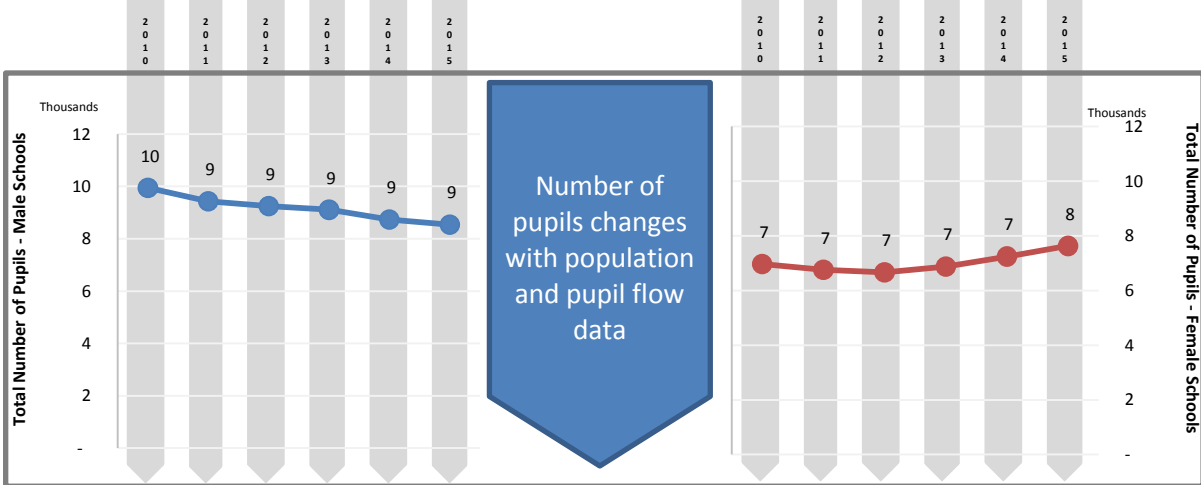 2010 2011 2012 2013 2014 2015
2010 2011 2012 2013 2014 2015
Total Number of Pupils - Male Schools
Thousands
12
10
8
6
4
2
-
10 9 9 9 9 9
Number of
pupils changes
with population
and pupil flow
data
7 7 7 7 7 8
Thousands
12
10
8
6
4
2
-
Total Number of Pupils - Female Schools